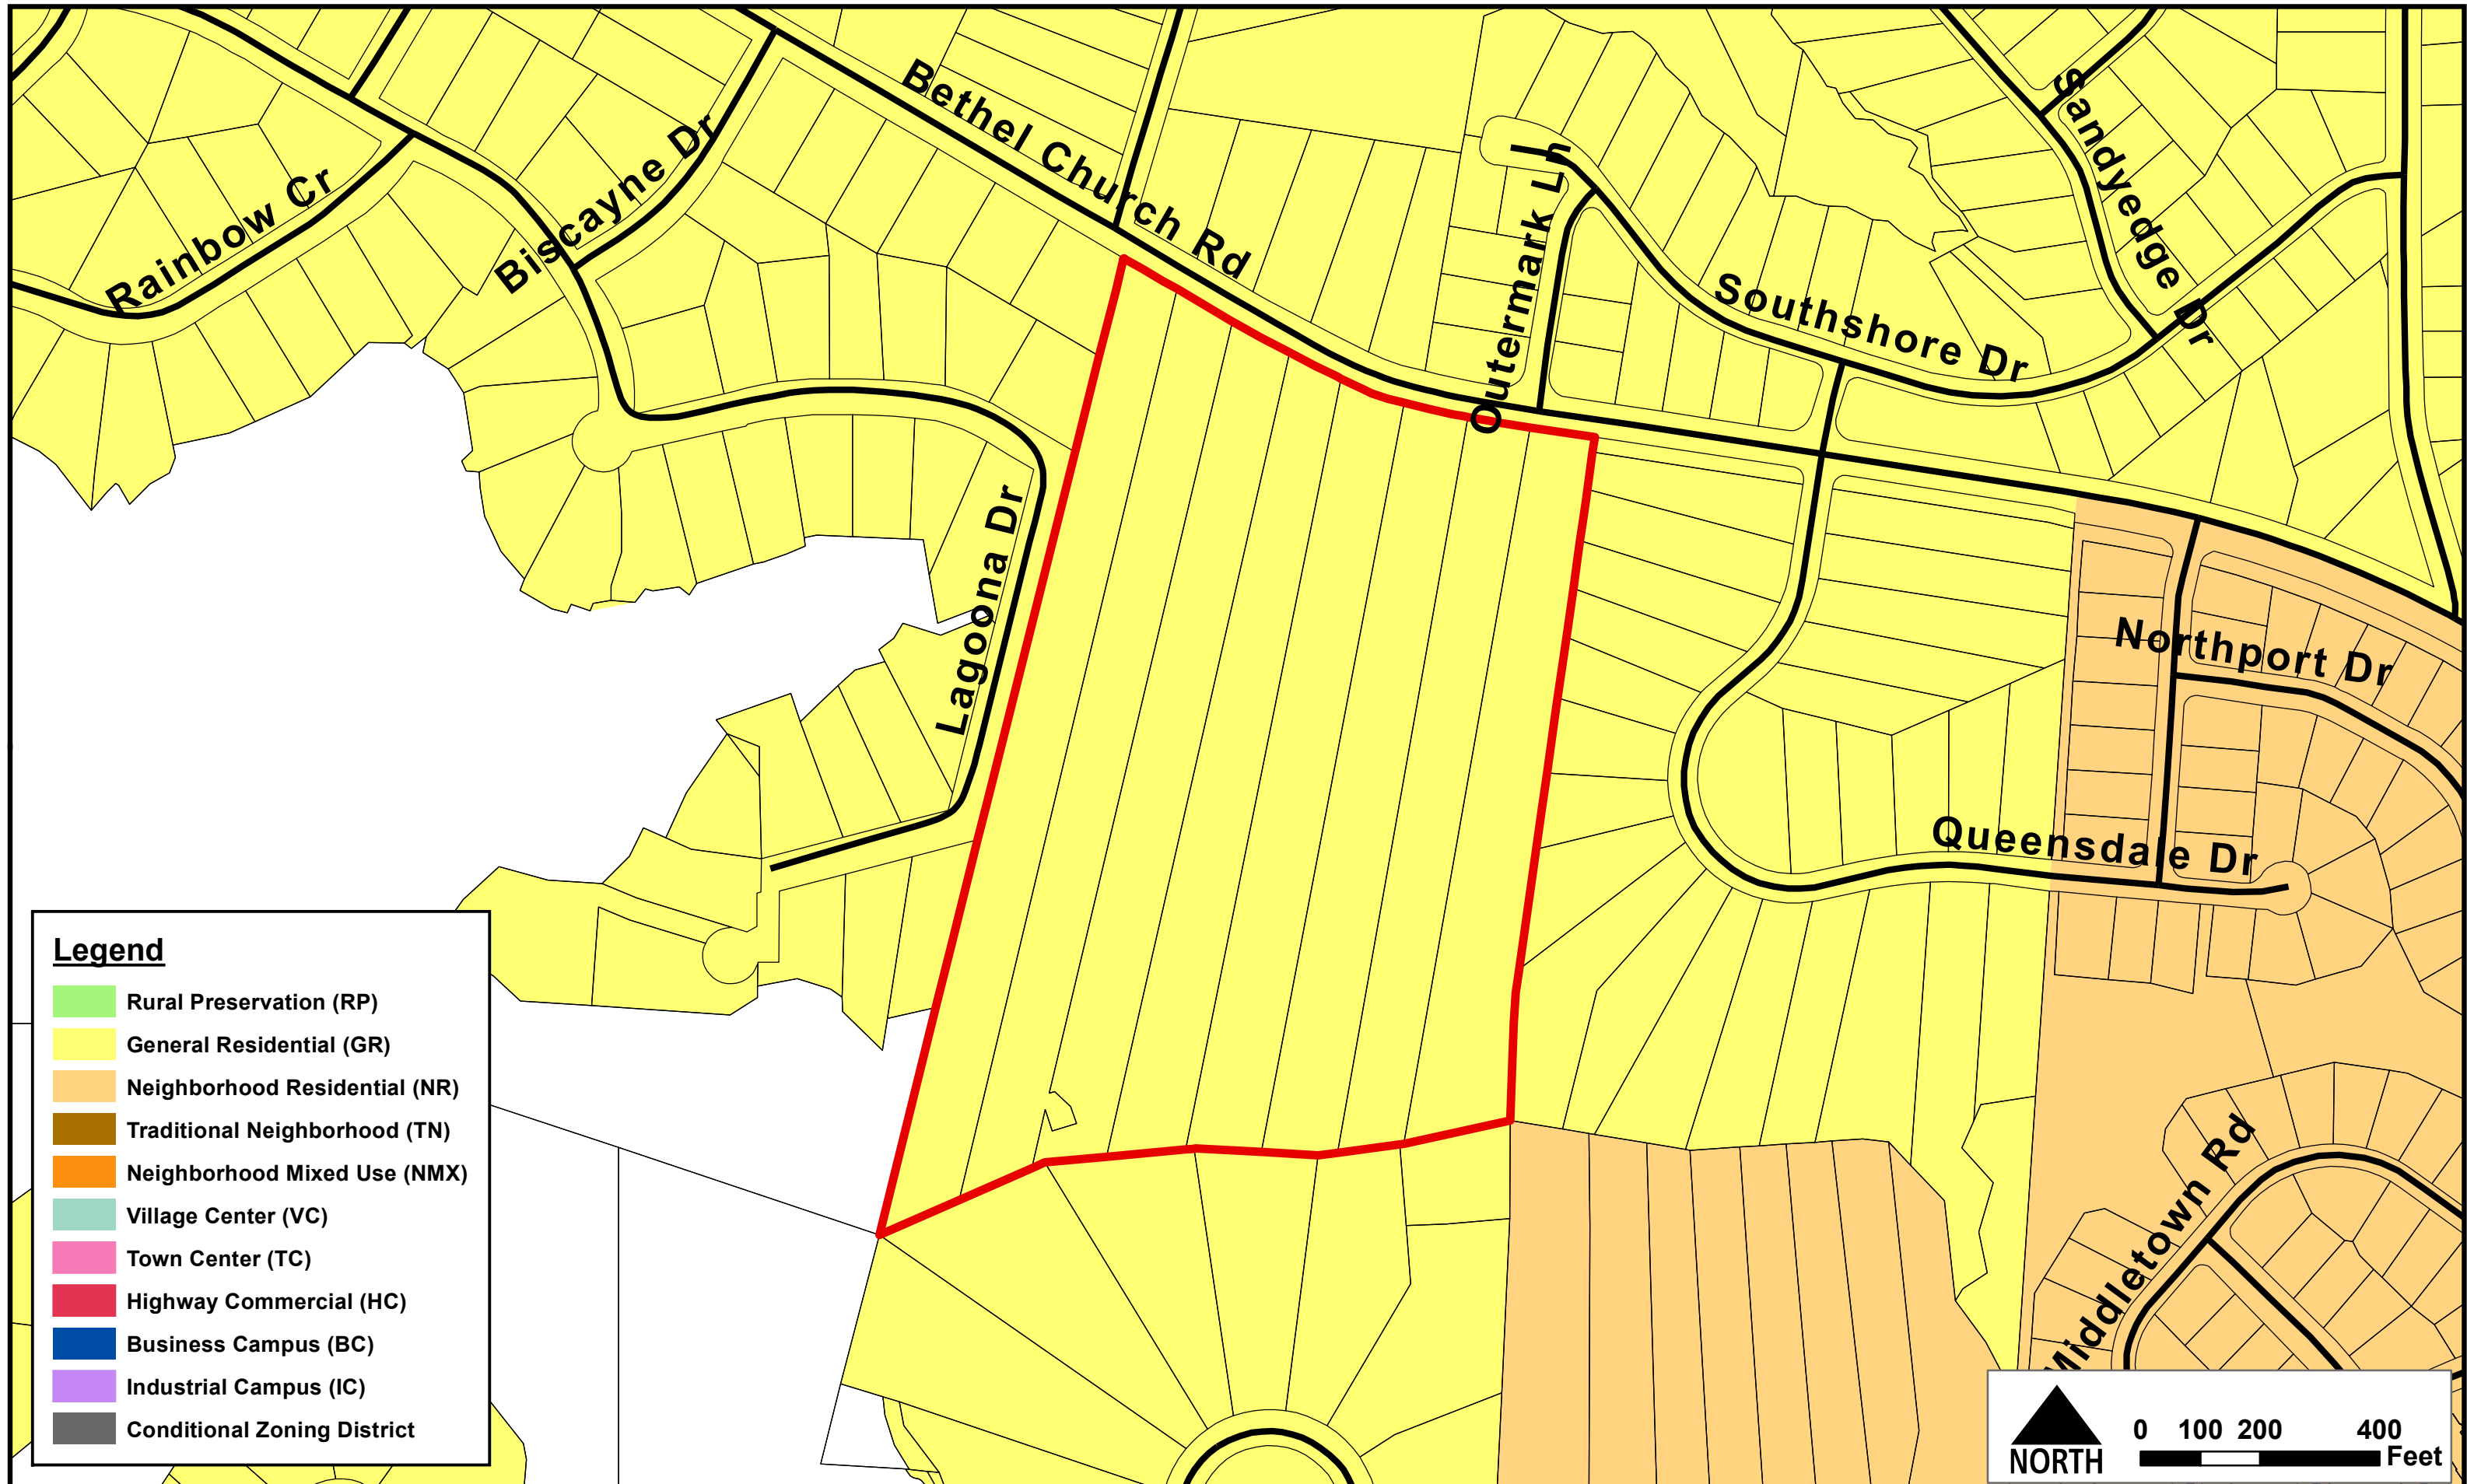 Bethel Church Rd
Sandyedge Dr
Rainbow Cr
Biscayne Dr
Outermark Ln
Southshore Dr
Lagoona Dr
Northport Dr
Queensdale Dr
Middletown Rd
Legend
Rural Preservation (RP)
General Residential (GR)
Neighborhood Residential (NR)
Traditional Neighborhood (TN)
Neighborhood Mixed Use (NMX)
Village Center (VC)
Town Center (TC)
Highway Commercial (HC)
Business Campus (BC)
Industrial Campus (IC)
Conditional Zoning District
NORTH
0 100 200 400
Feet